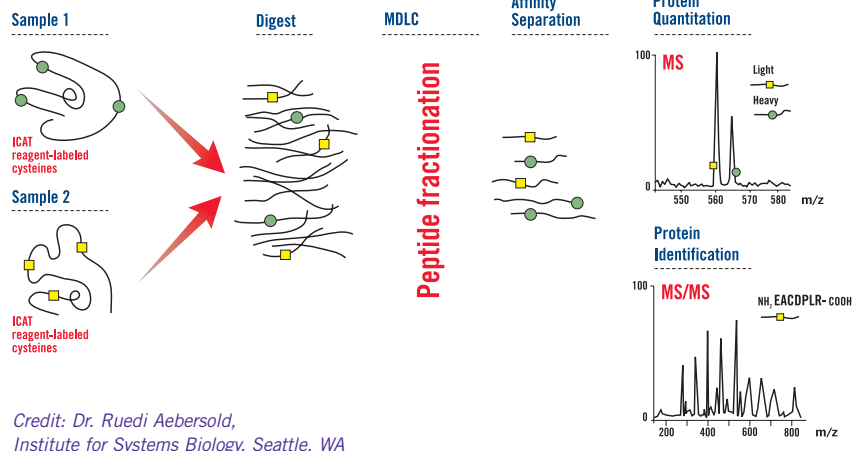 Sample 1
ICAT
reagent-labeled
cysteines
Sample 2
ICAT
reagent-labeled
cysteines
Digest
MDLC
Peptide fractionation
Affinity
Separation
Protein
Quantitation
100
MS
Light
Heavy
0
550 560 570 580 m/z
Protein
Identification
100
MS/MS
NH2 EACDPLR- COOH
0
200 400 600 800 m/z
Credit: Dr. Ruedi Aebersold,
Institute for Systems Biology, Seattle, WA